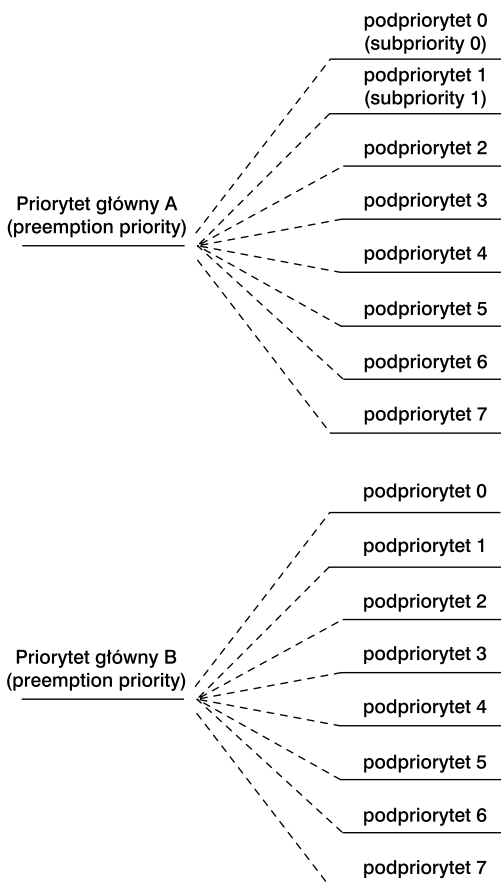 podpriorytet 0
(subpriority 0)
podpriorytet 1
(subpriority 1)
podpriorytet 2
podpriorytet 3
Priorytet główny A
(preemption priority)
podpriorytet 4
podpriorytet 5
podpriorytet 6
podpriorytet 7
podpriorytet 0
podpriorytet 1
podpriorytet 2
podpriorytet 3
Priorytet główny B
(preemption priority)
podpriorytet 4
podpriorytet 5
podpriorytet 6
podpriorytet 7